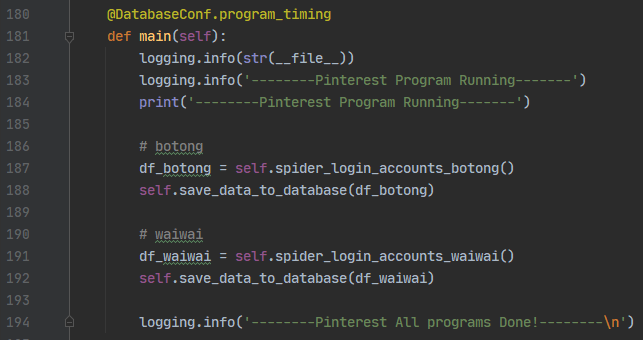 180 @DatabaseConf.program_timing
181 def main(self):
182 logging.info(str(__file__))
183 logging.info('--------Pinterest Program Running-------')
184 print('--------Pinterest Program Running-------')
185
186 # botong
187 df_botong = self.spider_login_accounts_botong()
188 self.save_data_to_database(df_botong)
189
190 # waiwai
191 df_waiwai = self.spider_login_accounts_waiwai()
192 self.save_data_to_database(df_waiwai)
193
194 logging.info('--------Pinterest All programs Done!--------\n')